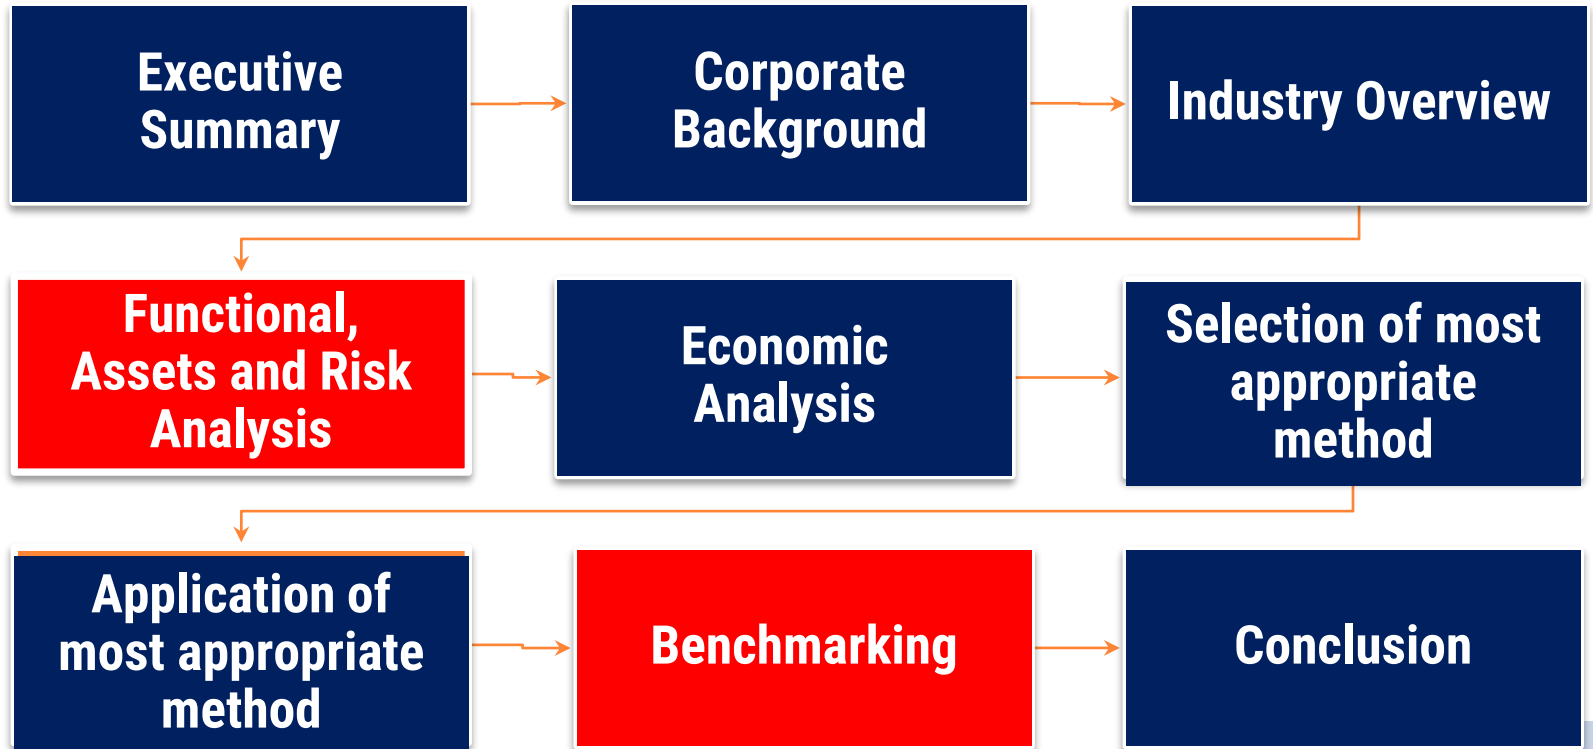 Executive
Summary
Corporate
Background
Industry Overview
Functional,
Assets and Risk
Analysis
Economic
Analysis
Selection of most
appropriate
method
Application of
most appropriate
method
Benchmarking
Conclusion